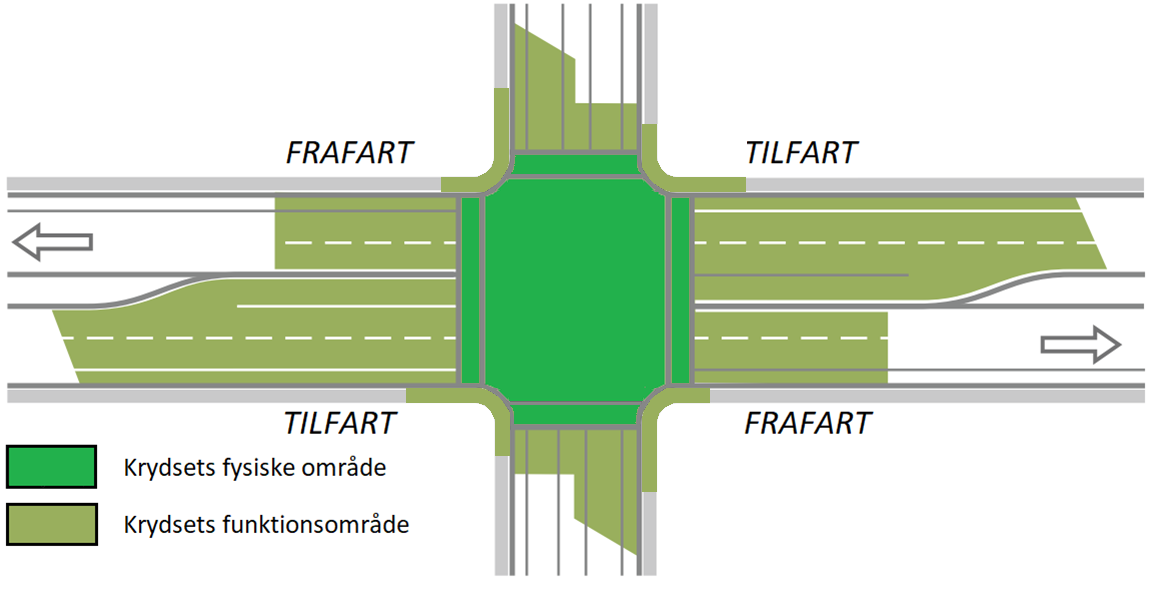 FRAFART
TILFART
TILFART
FRAFART
Krydsets fysiske område
Krydsets funktionsområde